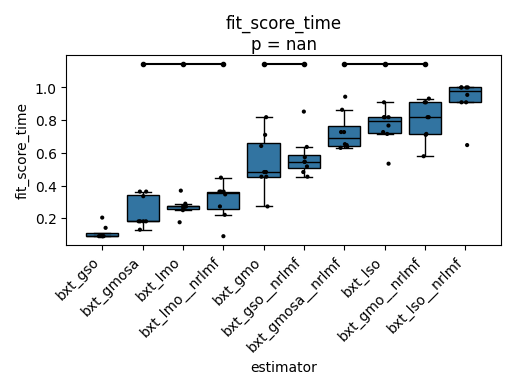 fit_score_time
p = nan
fit_score_time
1.0
0.8
0.6
0.4
0.2
bxt_gso
bxt_gmosa
bxt_lmo
bxt_lmo__nrlmf
bxt_gmo
bxt_gso__nrlmf
bxt_gmosa__nrlmf
bxt_lso
bxt_gmo__nrlmf
bxt_lso__nrlmf
estimator